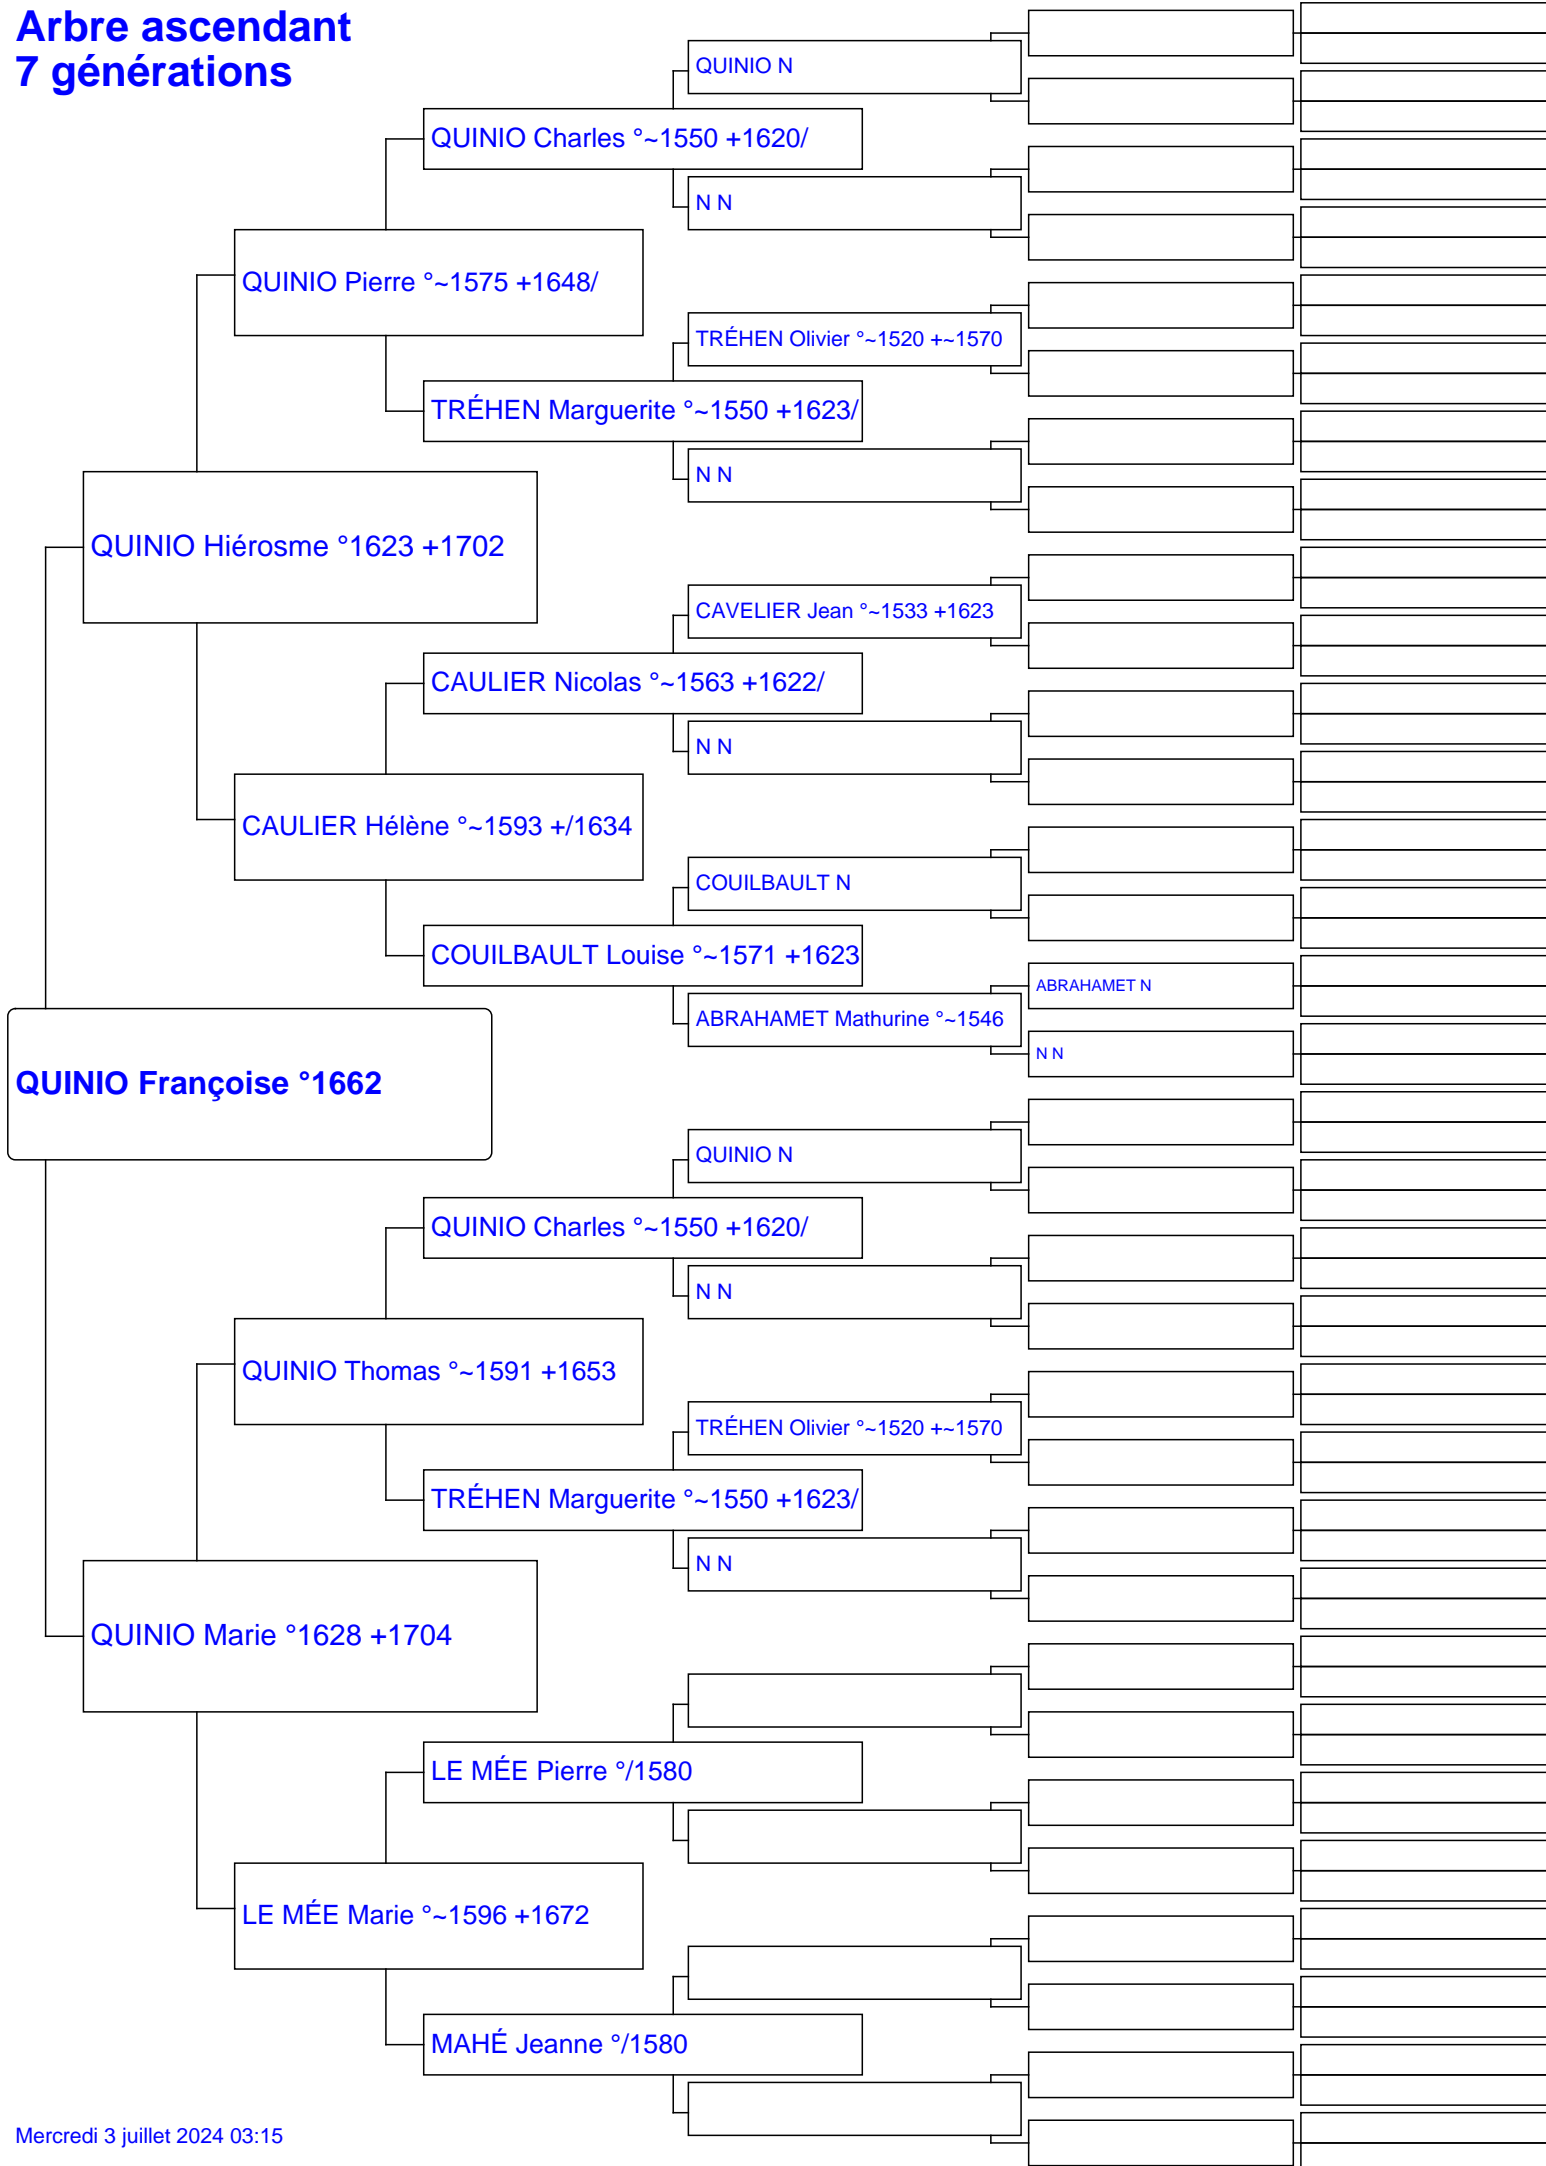 Arbre ascendant
7 générations
QUINIO N
QUINIO Charles °~1550 +1620/
N N
QUINIO Pierre °~1575 +1648/
TRÉHEN Olivier °~1520 +~1570
TRÉHEN Marguerite °~1550 +1623/
N N
QUINIO Hiérosme °1623 +1702
CAVELIER Jean °~1533 +1623
CAULIER Nicolas °~1563 +1622/
N N
CAULIER Hélène °~1593 +/1634
COUILBAULT N
COUILBAULT Louise °~1571 +1623
ABRAHAMET N
ABRAHAMET Mathurine °~1546
N N
QUINIO Françoise °1662
QUINIO N
QUINIO Charles °~1550 +1620/
N N
QUINIO Thomas °~1591 +1653
TRÉHEN Olivier °~1520 +~1570
TRÉHEN Marguerite °~1550 +1623/
N N
QUINIO Marie °1628 +1704
LE MÉE Pierre °/1580
LE MÉE Marie °~1596 +1672
MAHÉ Jeanne °/1580
Mercredi 3 juillet 2024 03:15